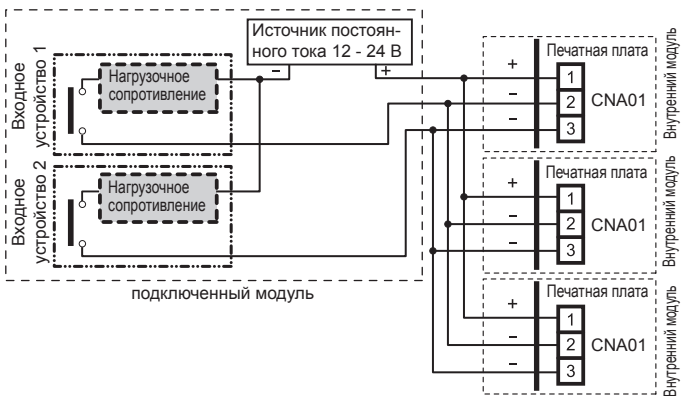 Источник постоян-
ного тока 12 - 24 В
− +
Входное
устройство 1
Нагрузочное
сопротивление
Входное
устройство 2
Нагрузочное
сопротивление
подключенный модуль
Печатная плата
+ 1
− 2 CNA01
− 3
Внутренний модуль
Печатная плата
+ 1
− 2 CNA01
− 3
Внутренний модуль
Печатная плата
+ 1
− 2 CNA01
− 3
Внутренний модуль